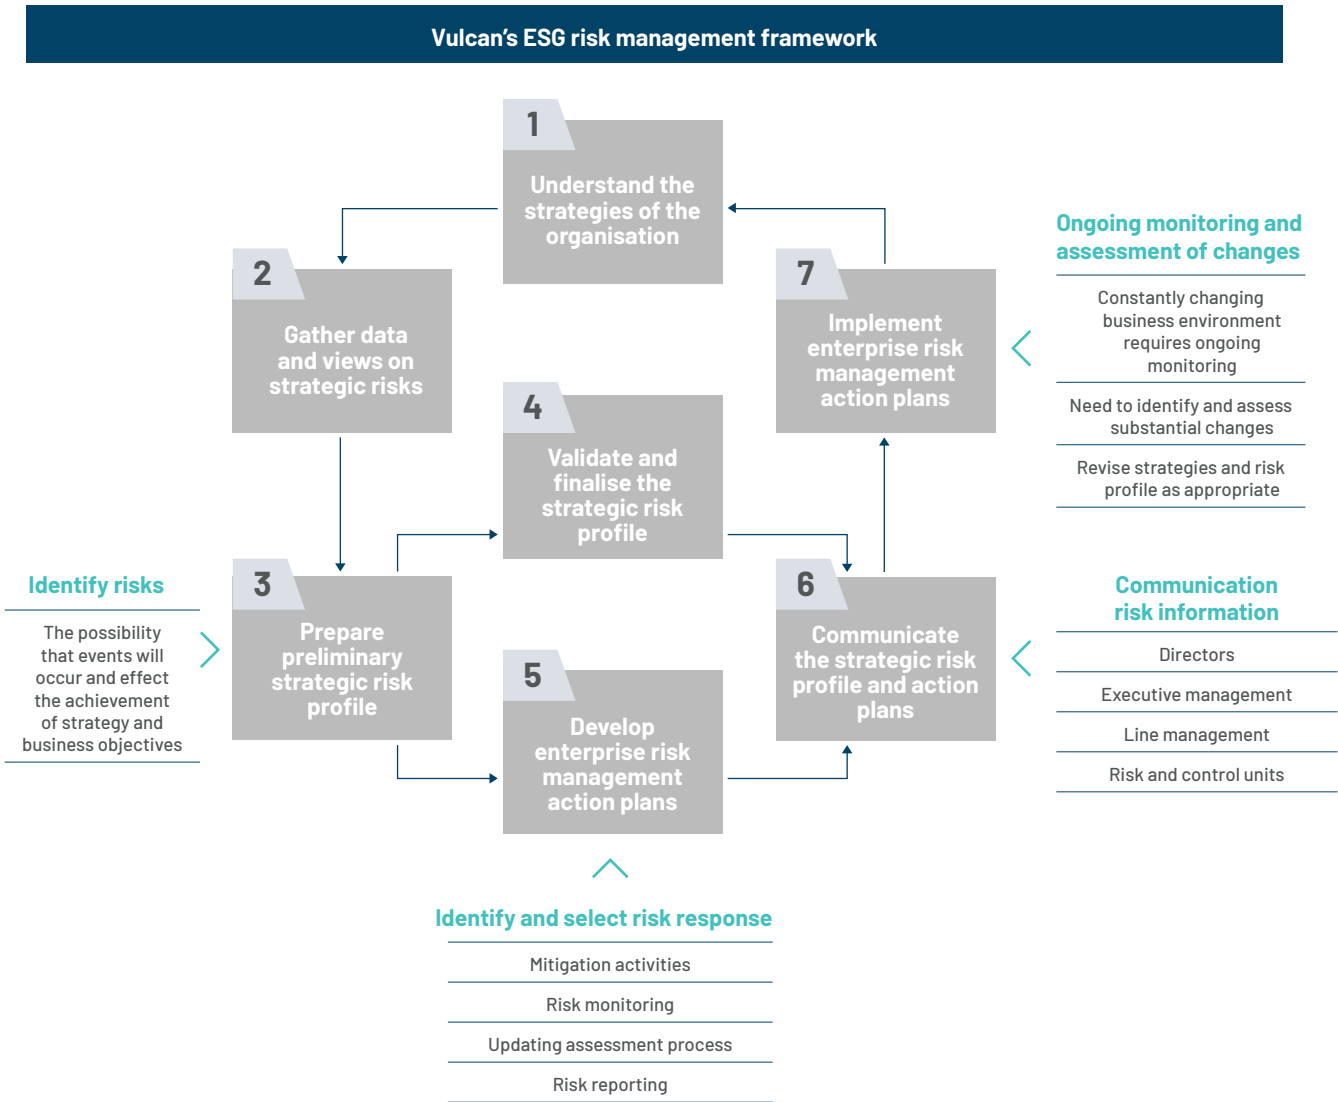 Vulcan’s ESG risk management framework
1
Understand the
strategies of the
organisation
2
Gather data
and views on
strategic risks
7
Implement
enterprise risk
management
action plans
Ongoing monitoring and
assessment of changes
Constantly changing
business environment
requires ongoing
monitoring
Need to identify and assess
substantial changes
Revise strategies and risk
profile as appropriate
4
Validate and
finalise the
strategic risk
profile
Identify risks
The possibility
that events will
occur and effect
the achievement
of strategy and
business objectives
3
Prepare
preliminary
strategic risk
profile
5
Develop
enterprise risk
management
action plans
6
Communicate
the strategic risk
profile and action
plans
Communication
risk information
Directors
Executive management
Line management
Risk and control units
Identify and select risk response
Mitigation activities
Risk monitoring
Updating assessment process
Risk reporting